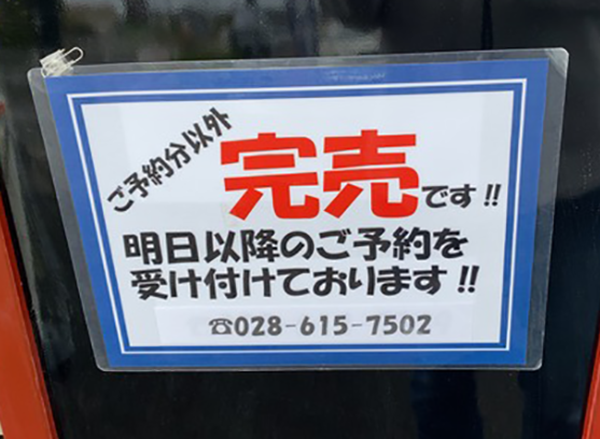 ご予約分以外
完売です!!
明日以降のご予約を
受け付けております!!
☎028-615-7502